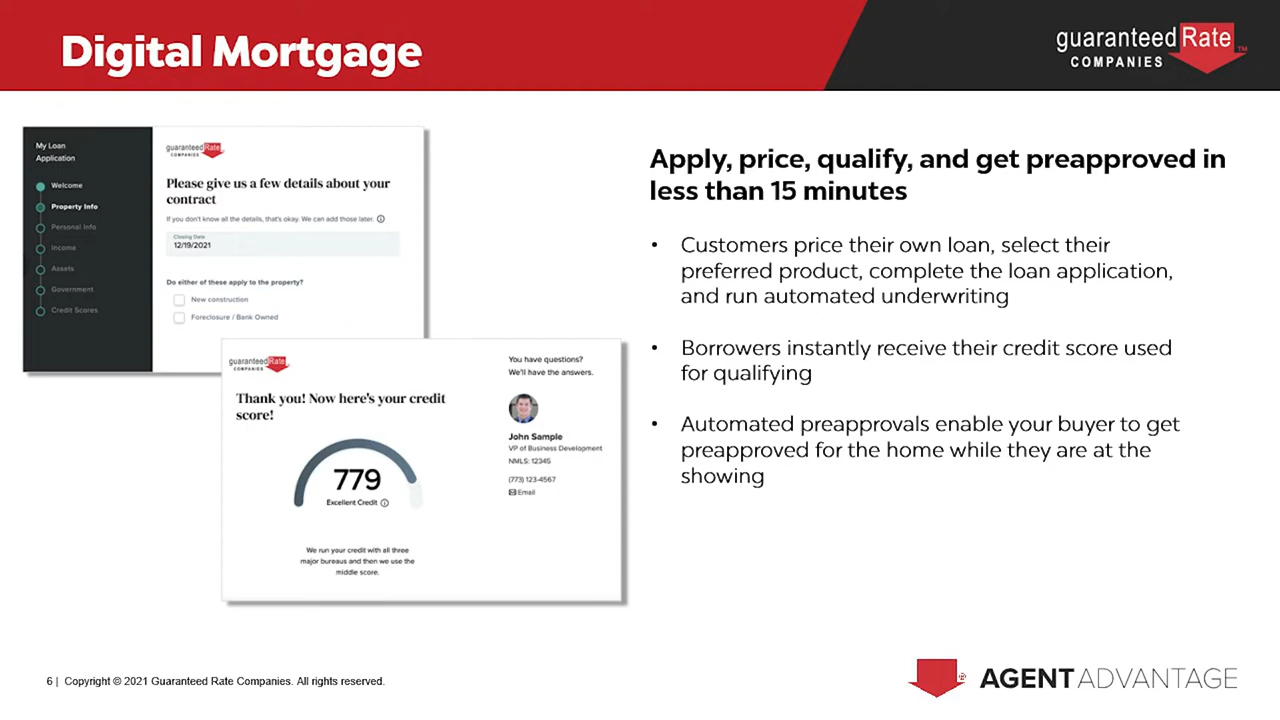 Digital Mortgage
guaranteed Rate
COMPANIES
TM
My Loan
Application
Welcome
Property Info
Personal Info
Income
Assets
Government
Credit Scores
guaranteed Rate
COMPANIES
Please give us a few details about your
contract
If you don't know all the details, that's okay. We can add those later.
Closing Date
12/19/2021
Do either of these apply to the property?
New construction
Foreclosure / Bank Owned
guaranteed Rate
COMPANIES
Thank you! Now here's your credit
score!
779
Excellent Credit
We run your credit with all three
major bureaus and then we use the
middle score.
You have questions?
We'll have the answers.
John Sample
VP of Business Development
NMLS: 12345
(773) 123-4567
Email
Apply, price, qualify, and get preapproved in
less than 15 minutes
• Customers price their own loan, select their
preferred product, complete the loan application,
and run automated underwriting
• Borrowers instantly receive their credit score used
for qualifying
• Automated preapprovals enable your buyer to get
preapproved for the home while they are at the
showing
6 | Copyright © 2021 Guaranteed Rate Companies. All rights reserved.
® AGENT ADVANTAGE